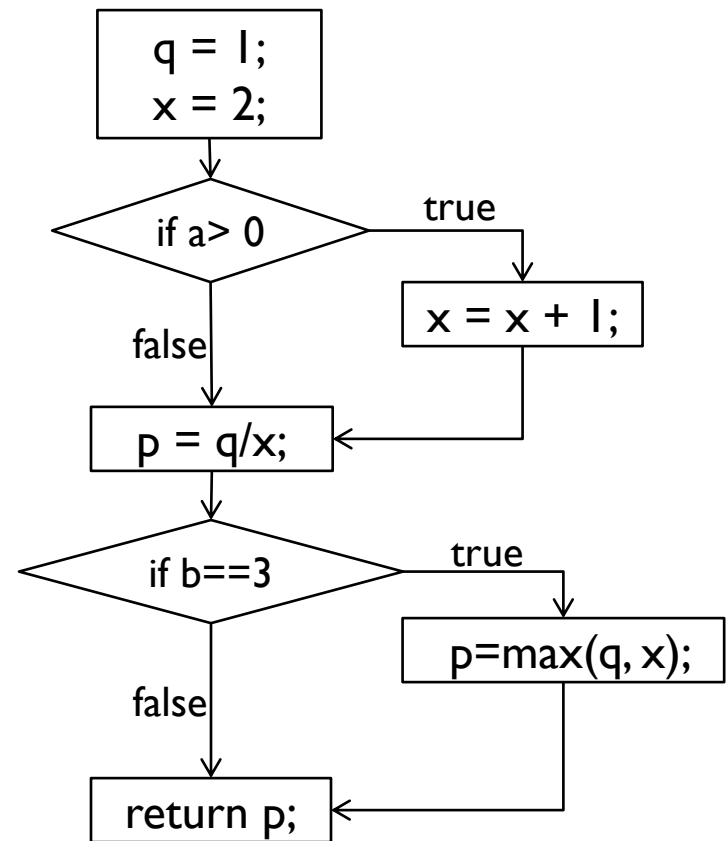 q = 1;
x = 2;
if a> 0
true
x = x + 1;
false
p = q/x;
if b==3
true
p=max(q, x);
false
return p;